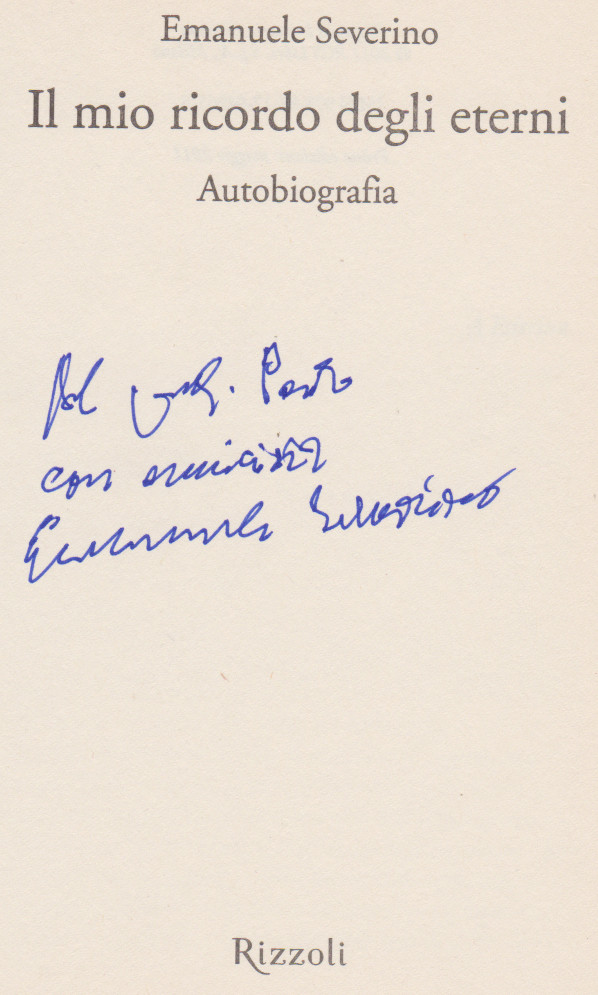 Emanuele Severino
Il mio ricordo degli eterni
Autobiografia
Al
con amicizia
Emanuele Severino
Rizzoli